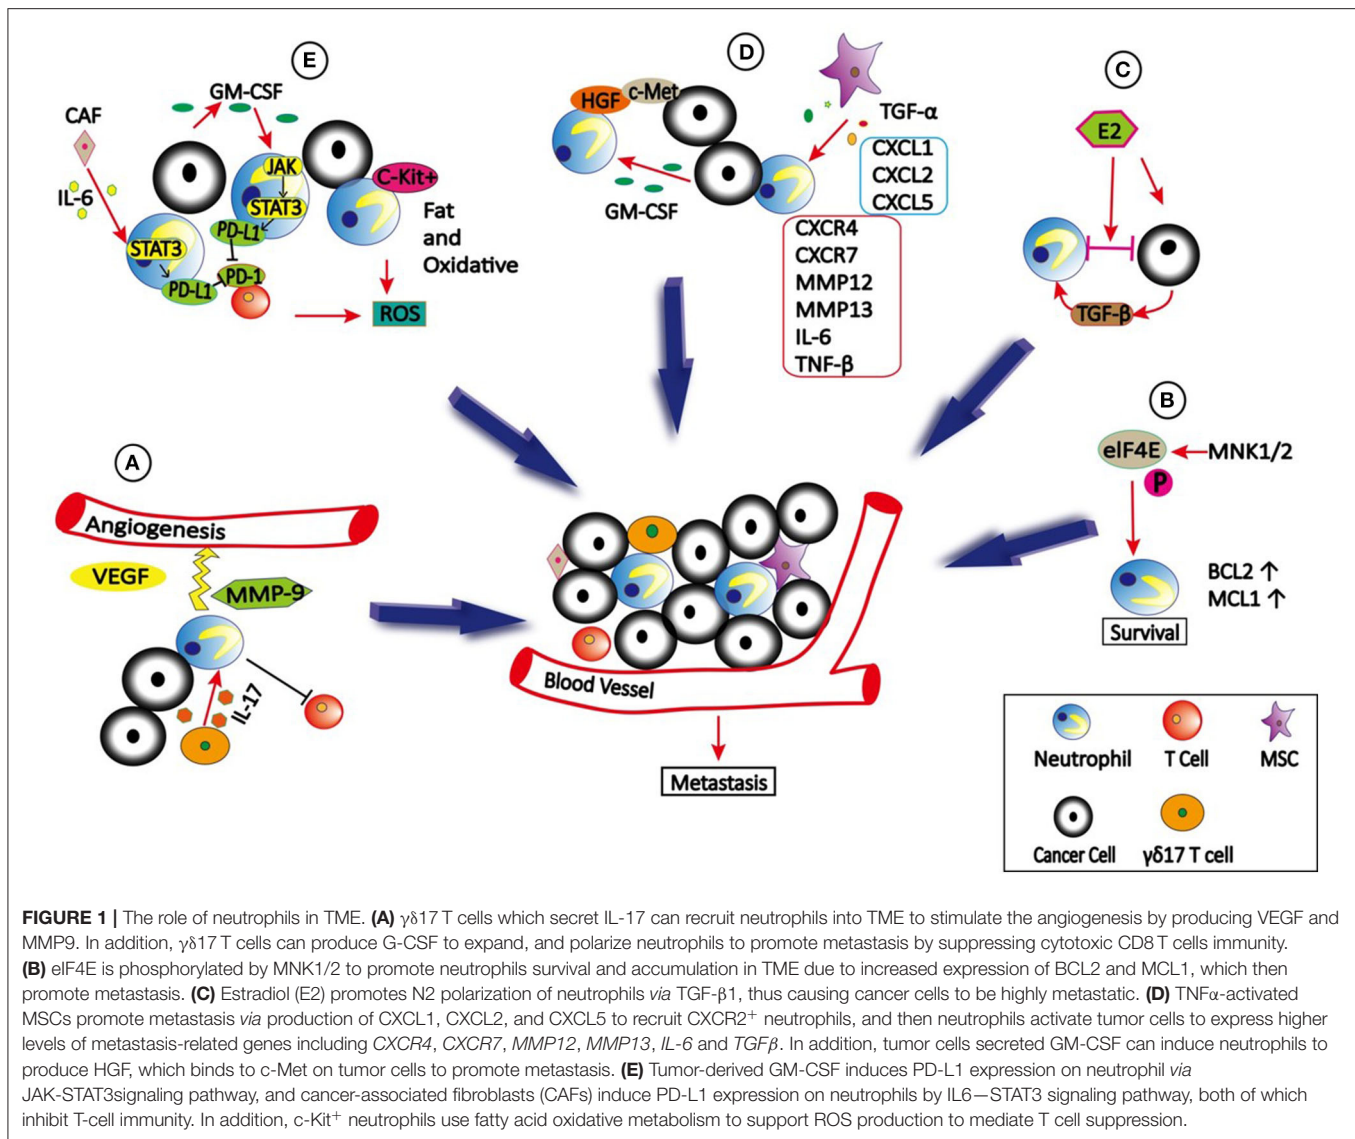 E
GM-CSF
CAF
IL-6
JAK
STAT3
PD-L1
STAT3
PD-L1
PD-1
C-Kit+
Fat
and
Oxidative
ROS
D
HGF
c-Met
TGF-α
GM-CSF
CXCL1
CXCL2
CXCL5
CXCR4
CXCR7
MMP12
MMP13
IL-6
TNF-β
C
E2
TGF-β
B
eIF4E
MNK1/2
P
BCL2 ↑
MCL1 ↑
Survival
A
Angiogenesis
VEGF
MMP-9
IL-17
Blood Vessel
Metastasis
Neutrophil
T Cell
MSC
Cancer Cell
γδ17 T cell
FIGURE 1 | The role of neutrophils in TME. (A) γδ17 T cells which secret IL-17 can recruit neutrophils into TME to stimulate the angiogenesis by producing VEGF and
MMP9. In addition, γδ17 T cells can produce G-CSF to expand, and polarize neutrophils to promote metastasis by suppressing cytotoxic CD8 T cells immunity.
(B) eIF4E is phosphorylated by MNK1/2 to promote neutrophils survival and accumulation in TME due to increased expression of BCL2 and MCL1, which then
promote metastasis. (C) Estradiol (E2) promotes N2 polarization of neutrophils via TGF-β1, thus causing cancer cells to be highly metastatic. (D) TNFα-activated
MSCs promote metastasis via production of CXCL1, CXCL2, and CXCL5 to recruit CXCR2+ neutrophils, and then neutrophils activate tumor cells to express higher
levels of metastasis-related genes including CXCR4, CXCR7, MMP12, MMP13, IL-6 and TGFβ. In addition, tumor cells secreted GM-CSF can induce neutrophils to
produce HGF, which binds to c-Met on tumor cells to promote metastasis. (E) Tumor-derived GM-CSF induces PD-L1 expression on neutrophil via
JAK-STAT3signaling pathway, and cancer-associated fibroblasts (CAFs) induce PD-L1 expression on neutrophils by IL6—STAT3 signaling pathway, both of which
inhibit T-cell immunity. In addition, c-Kit+ neutrophils use fatty acid oxidative metabolism to support ROS production to mediate T cell suppression.